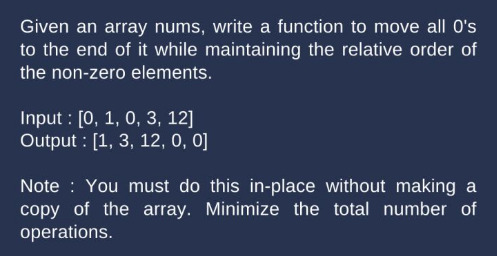 Given an array nums, write a function to move all 0's
to the end of it while maintaining the relative order of
the non-zero elements.
Input : [0, 1, 0, 3, 12]
Output : [1, 3, 12, 0, 0]
Note : You must do this in-place without making a
copy of the array. Minimize the total number of
operations.